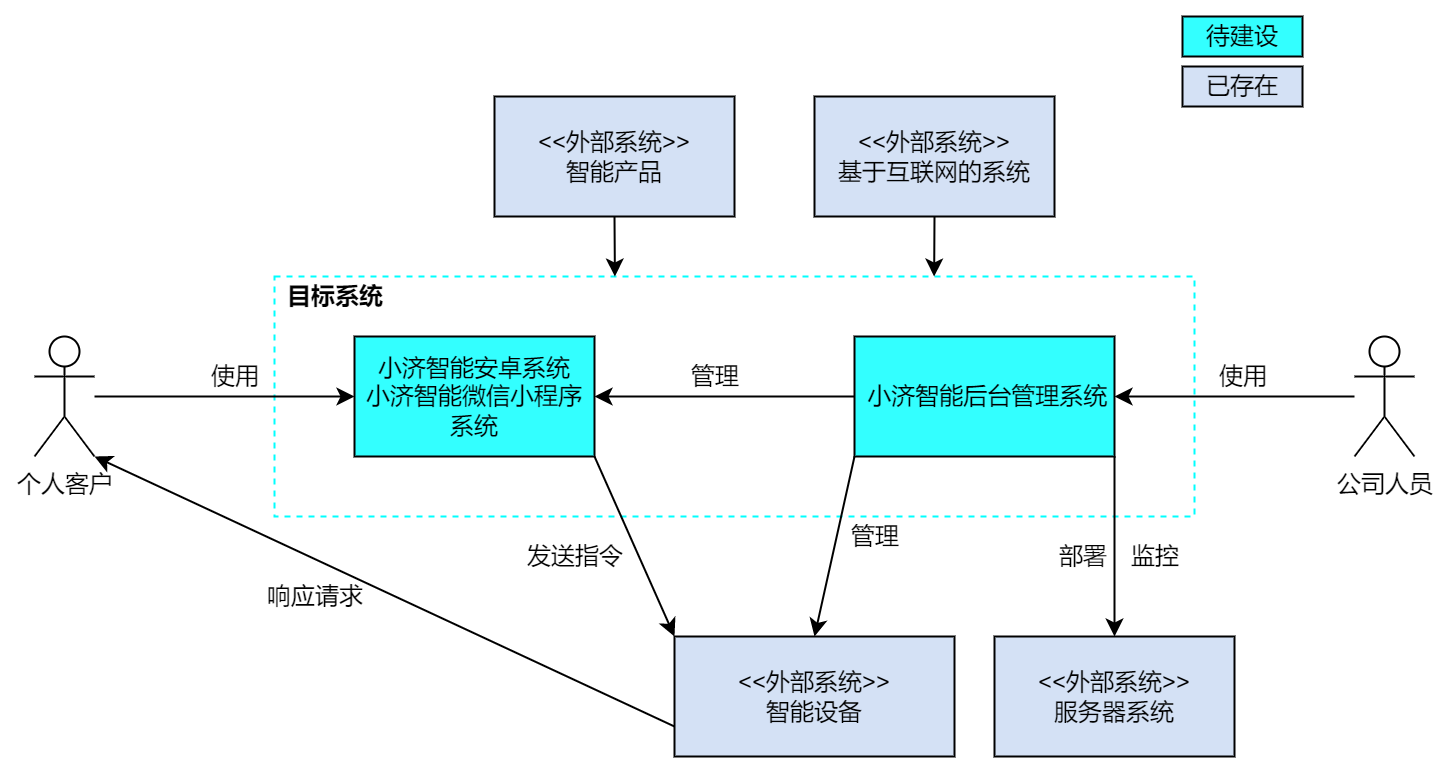 待建设
已存在
<<外部系统>>
智能产品
<<外部系统>>
基于互联网的系统
目标系统
小济智能安卓系统
小济智能微信小程序
系统
小济智能后台管理系统
使用
管理
使用
个人客户
公司人员
发送指令
管理
部署
监控
响应请求
<<外部系统>>
智能设备
<<外部系统>>
服务器系统